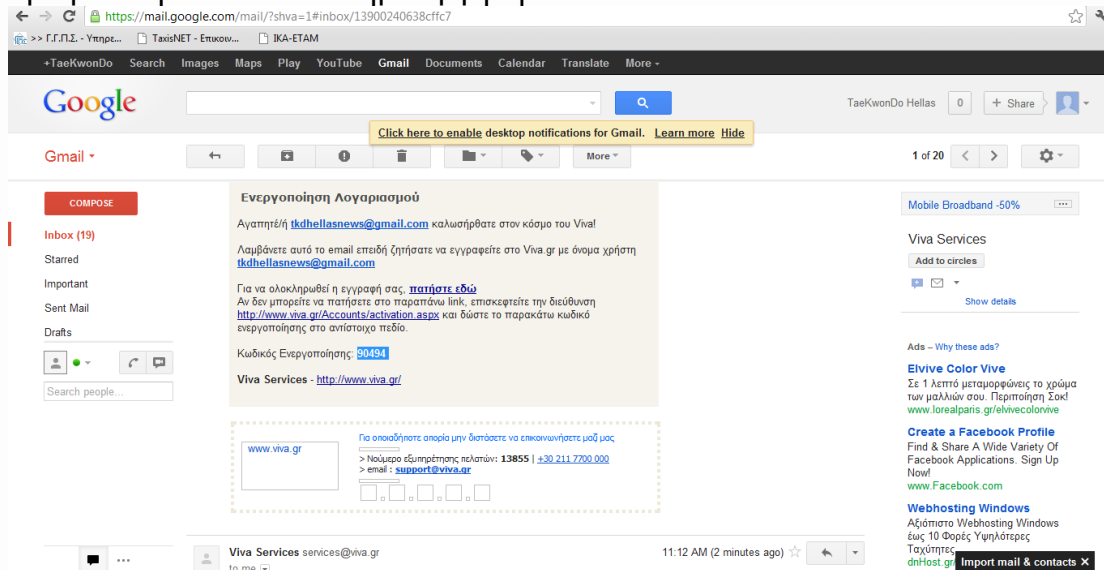 https://mail.google.com/mail/?shva=1#inbox/13900240638cffc7
>> Γ.Γ.Π.Σ. - Υπηρε... TaxisNET - Επικοιν... IKA-ETAM
+TaeKwonDo Search Images Maps Play YouTube Gmail Documents Calendar Translate More
Google
TaeKwonDo Hellas 0 + Share
Click here to enable desktop notifications for Gmail. Learn more Hide
Gmail
More
1 of 20
COMPOSE
Inbox (19)
Starred
Important
Sent Mail
Drafts
Search people...
Ενεργοποίηση Λογαριασμού
Αγαπητέ/ή tkdhellasnews@gmail.com καλωσήρθατε στον κόσμο του Viva!
Λαμβάνετε αυτό το email επειδή ζητήσατε να εγγραφείτε στο Viva.gr με όνομα χρήστη
tkdhellasnews@gmail.com
Για να ολοκληρωθεί η εγγραφή σας, πατήστε εδώ
Αν δεν μπορείτε να πατήσετε στο παραπάνω link, επισκεφτείτε την διεύθυνση
http://www.viva.gr/Accounts/activation.aspx και δώστε το παρακάτω κωδικό
ενεργοποίησης στο αντίστοιχο πεδίο.
Κωδικός Ενεργοποίησης: 90494
Viva Services - http://www.viva.gr/
www.viva.gr
Για οποιαδήποτε απορία μην διστάσετε να επικοινωνήσετε μαζί μας
> Νούμερο εξυπηρέτησης πελατών: 13855 | +30 211 7700 000
> email : support@viva.gr
Viva Services services@viva.gr
11:12 AM (2 minutes ago)
to me
Mobile Broadband -50%
Viva Services
Add to circles
Show details
Ads – Why these ads?
Elvive Color Vive
Σε 1 λεπτό μεταμορφώνεις το χρώμα
των μαλλιών σου. Περιποίηση Σοκ!
www.lorealparis.gr/elvivecolorvive
Create a Facebook Profile
Find & Share A Wide Variety Of
Facebook Applications. Sign Up
Now!
www.Facebook.com
Webhosting Windows
Αξιόπιστο Webhosting Windows
έως 10 Φορές Υψηλότερες
Ταχύτητες
dnHost.gr
Import mail & contacts X